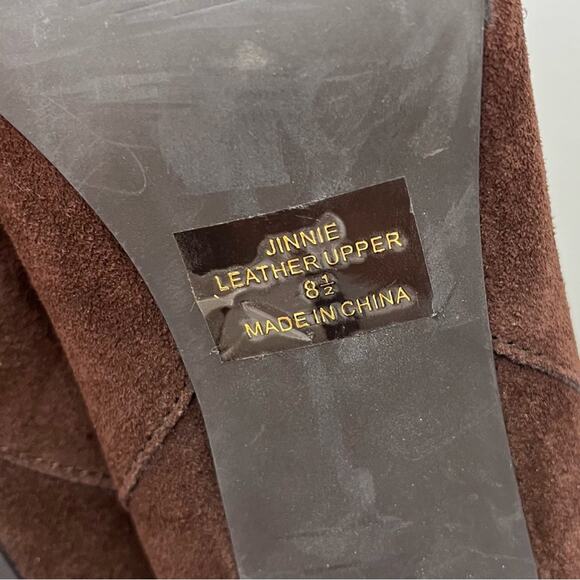 JINNIE
LEATHER UPPER
8½
MADE IN CHINA